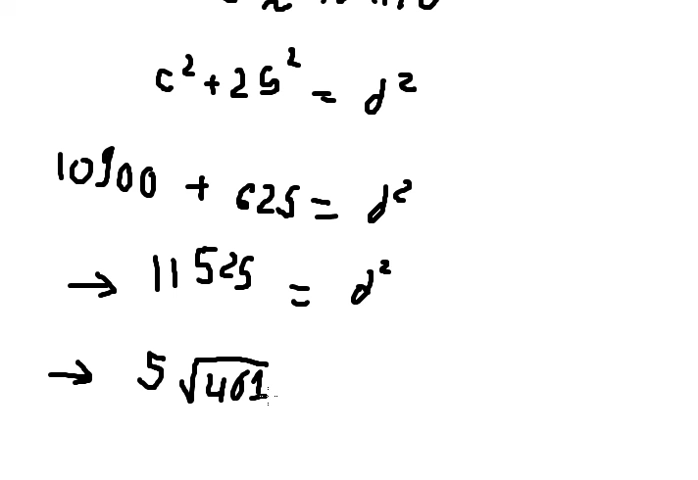 c² + 25² = d²
10900 + 625 = d²
→ 11525 = d²
→ 5√461